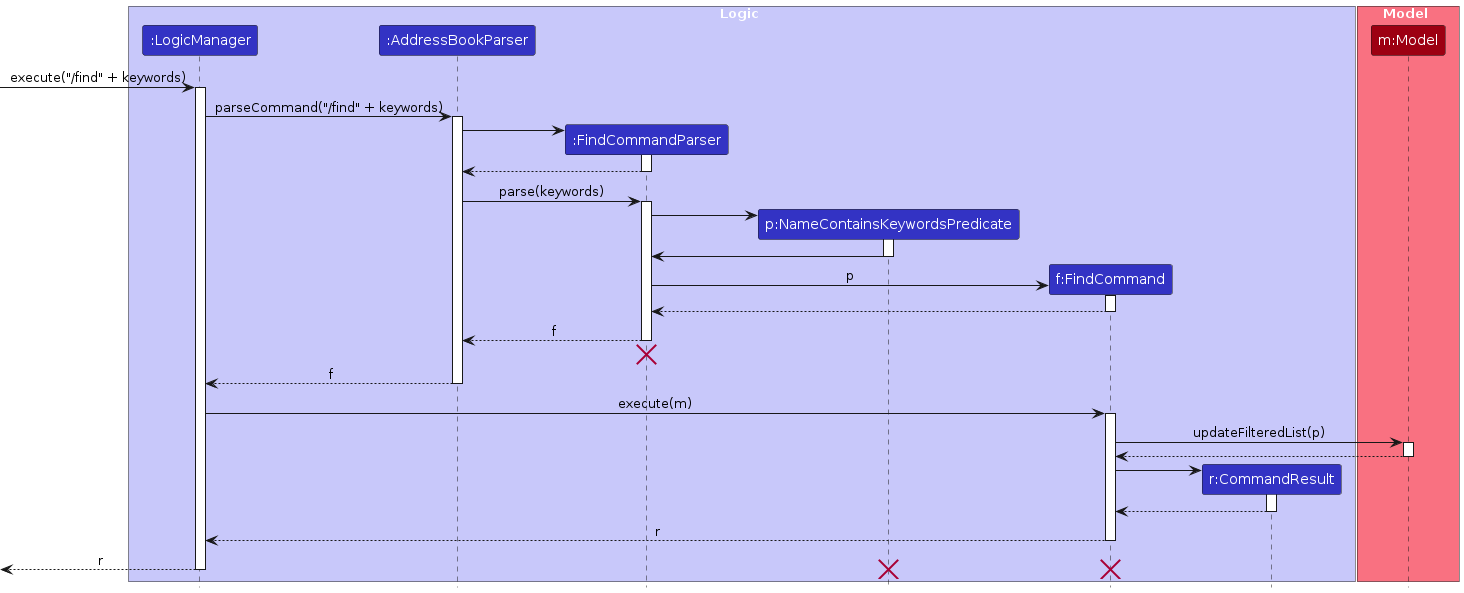 Logic
Model
:LogicManager
:AddressBookParser
m:Model
execute("/find" + keywords)
parseCommand("/find" + keywords)
:FindCommandParser
parse(keywords)
p:NameContainsKeywordsPredicate
p
f:FindCommand
f
f
execute(m)
updateFilteredList(p)
r:CommandResult
r
r